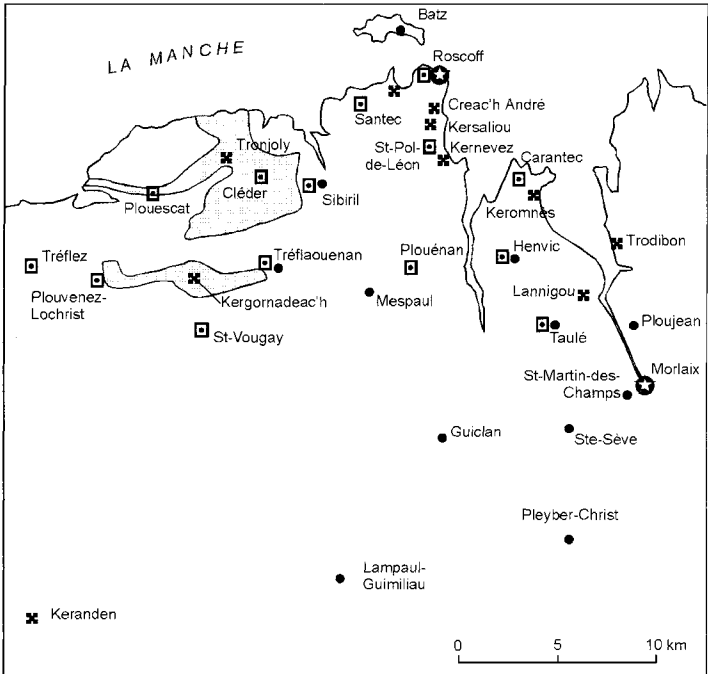 Batz
LA MANCHE
Roscoff
Santec
Creac'h André
Kersaliou
St-Pol-
de-Léon
Kernevez
Tronjoly
Carantec
Cléder
Sibiril
Plouescat
Keromnès
Trodibon
Tréflez
Tréflaouenan
Plouénan
Henvic
Plouvenez-
Lochrist
Kergornadeac'h
Mespaul
Lannigou
St-Vougay
Taulé
Ploujean
St-Martin-des-
Champs
Morlaix
Guiclan
Ste-Sève
Pleyber-Christ
Lampaul-
Guimiliau
Keranden
0 5 10 km